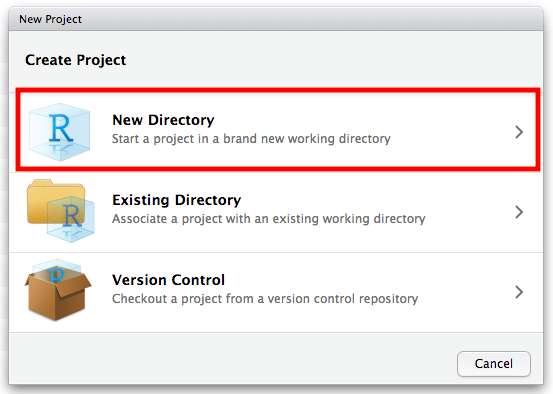 New Project
Create Project
R
New Directory
Start a project in a brand new working directory
R
Existing Directory
Associate a project with an existing working directory
R
Version Control
Checkout a project from a version control repository
Cancel